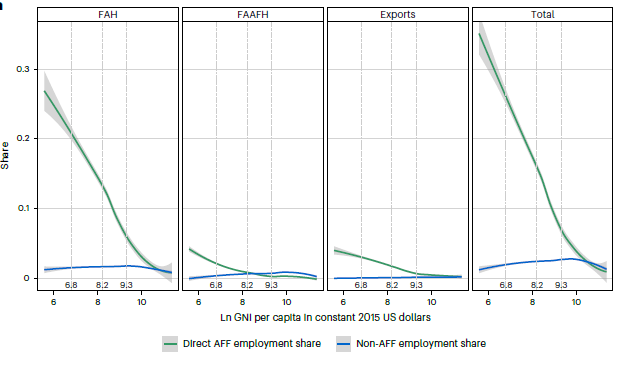 FAH FAAFH Exports Total
Share
0.3
0.2
0.1
0
6.8 8.2 9.3 6.8 8.2 9.3 6.8 8.2 9.3 6.8 8.2 9.3
6 8 10 6 8 10 6 8 10 6 8 10
Ln GNI per capita in constant 2015 US dollars
Direct AFF employment share Non-AFF employment share